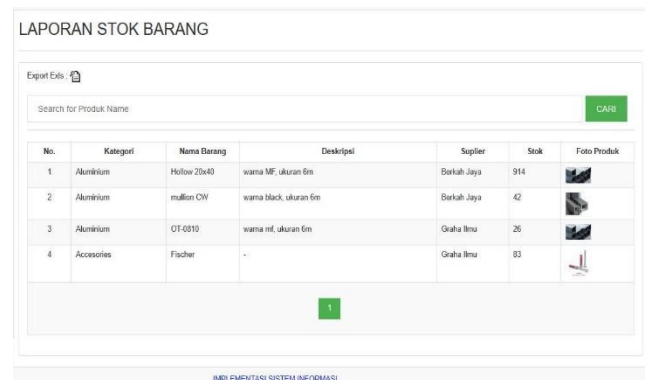 LAPORAN STOK BARANG
Export Exls :
Search for Produk Name
CARI
No. Kategori Nama Barang Deskripsi Suplier Stok Foto Produk
1 Aluminium Hollow 20x40 warna MF, ukuran 6m Berkah Jaya 914
2 Aluminium mullion CW warna black, ukuran 6m Berkah Jaya 42
3 Aluminium OT-0810 warna mf, ukuran 6m Graha Ilmu 26
4 Accesories Fischer - Graha Ilmu 83
1
IMPLEMENTASI SISTEM INFORMASI